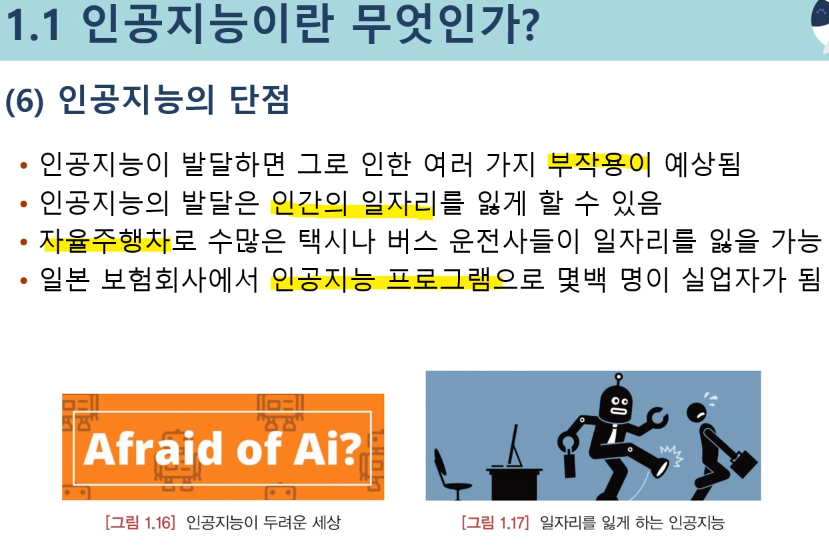 1.1 인공지능이란 무엇인가?
(6) 인공지능의 단점
• 인공지능이 발달하면 그로 인한 여러 가지 부작용이 예상됨
• 인공지능의 발달은 인간의 일자리를 잃게 할 수 있음
• 자율주행차로 수많은 택시나 버스 운전사들이 일자리를 잃을 가능
• 일본 보험회사에서 인공지능 프로그램으로 몇백 명이 실업자가 됨
Afraid of Ai?
[그림 1.16] 인공지능이 두려운 세상
[그림 1.17] 일자리를 잃게 하는 인공지능